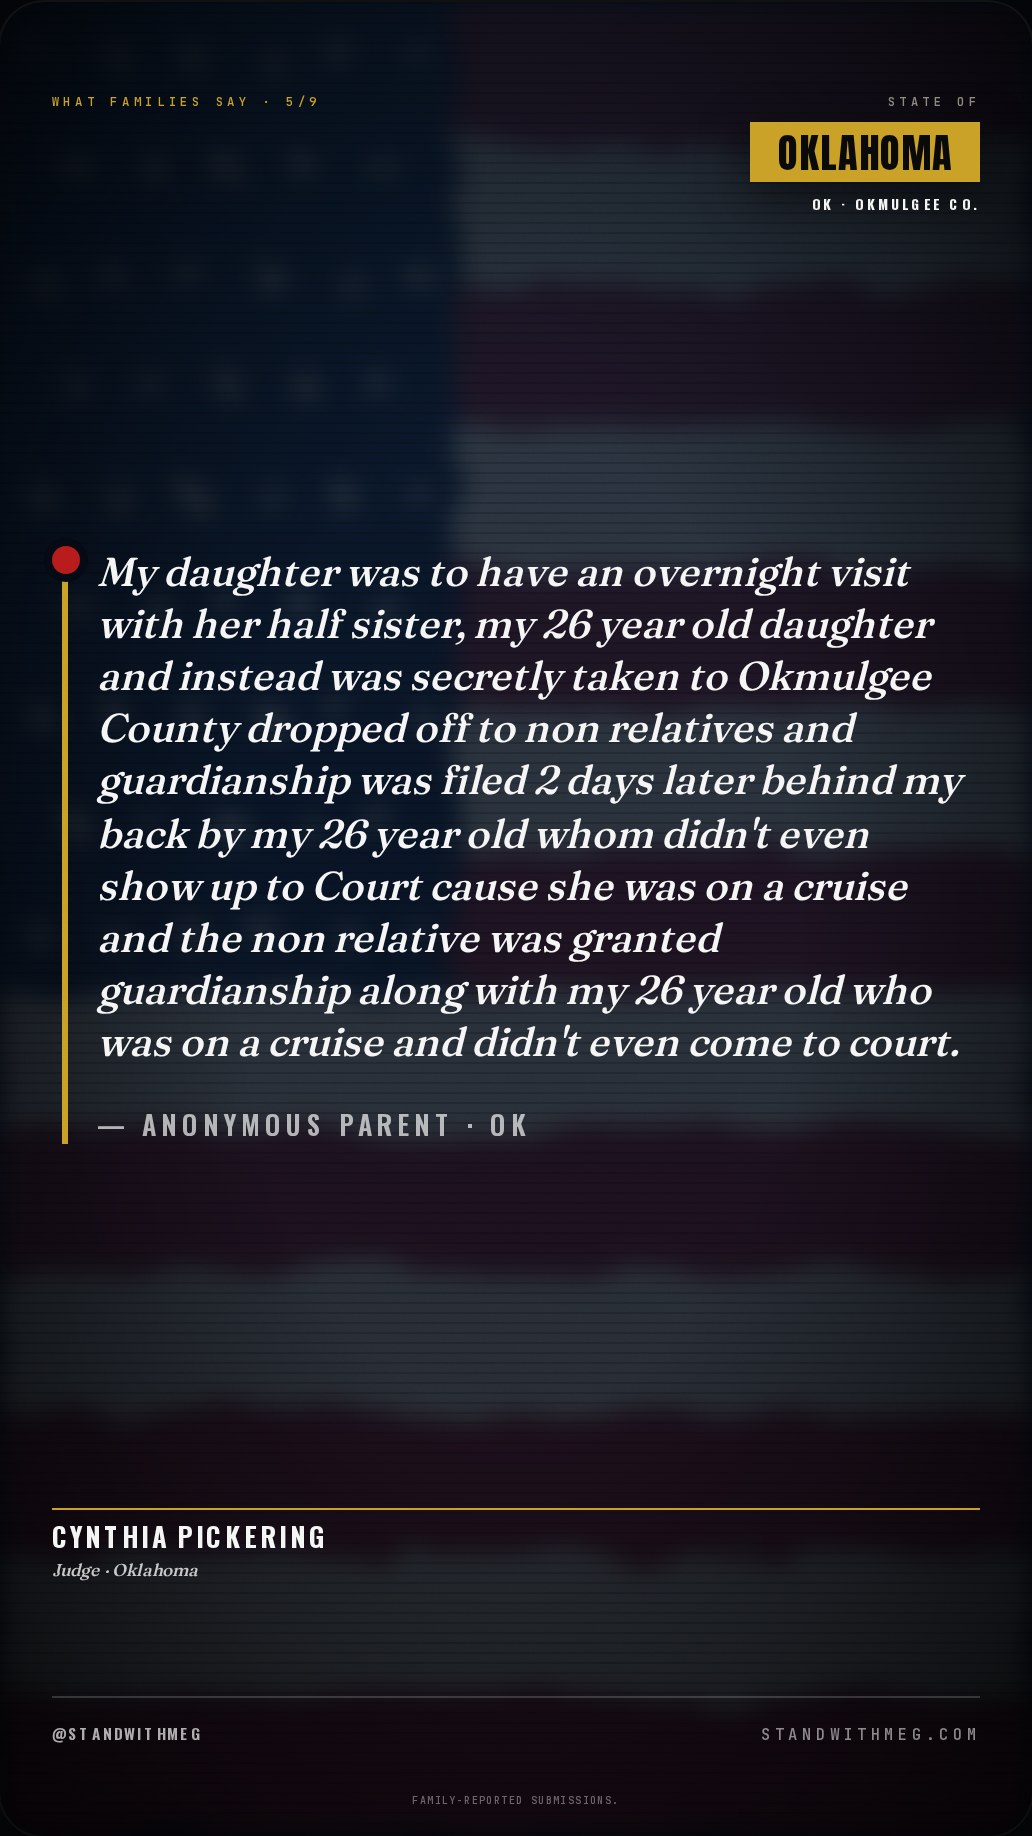 WHAT FAMILIES SAY · 5/9
STATE OF
OKLAHOMA
OK · OKMULGEE CO.
My daughter was to have an overnight visit
with her half sister, my 26 year old daughter
and instead was secretly taken to Okmulgee
County dropped off to non relatives and
guardianship was filed 2 days later behind my
back by my 26 year old whom didn't even
show up to Court cause she was on a cruise
and the non relative was granted
guardianship along with my 26 year old who
was on a cruise and didn't even come to court.
— ANONYMOUS PARENT · OK
CYNTHIA PICKERING
Judge · Oklahoma
@STANDWITHMEG
STANDWITHMEG.COM
FAMILY-REPORTED SUBMISSIONS.